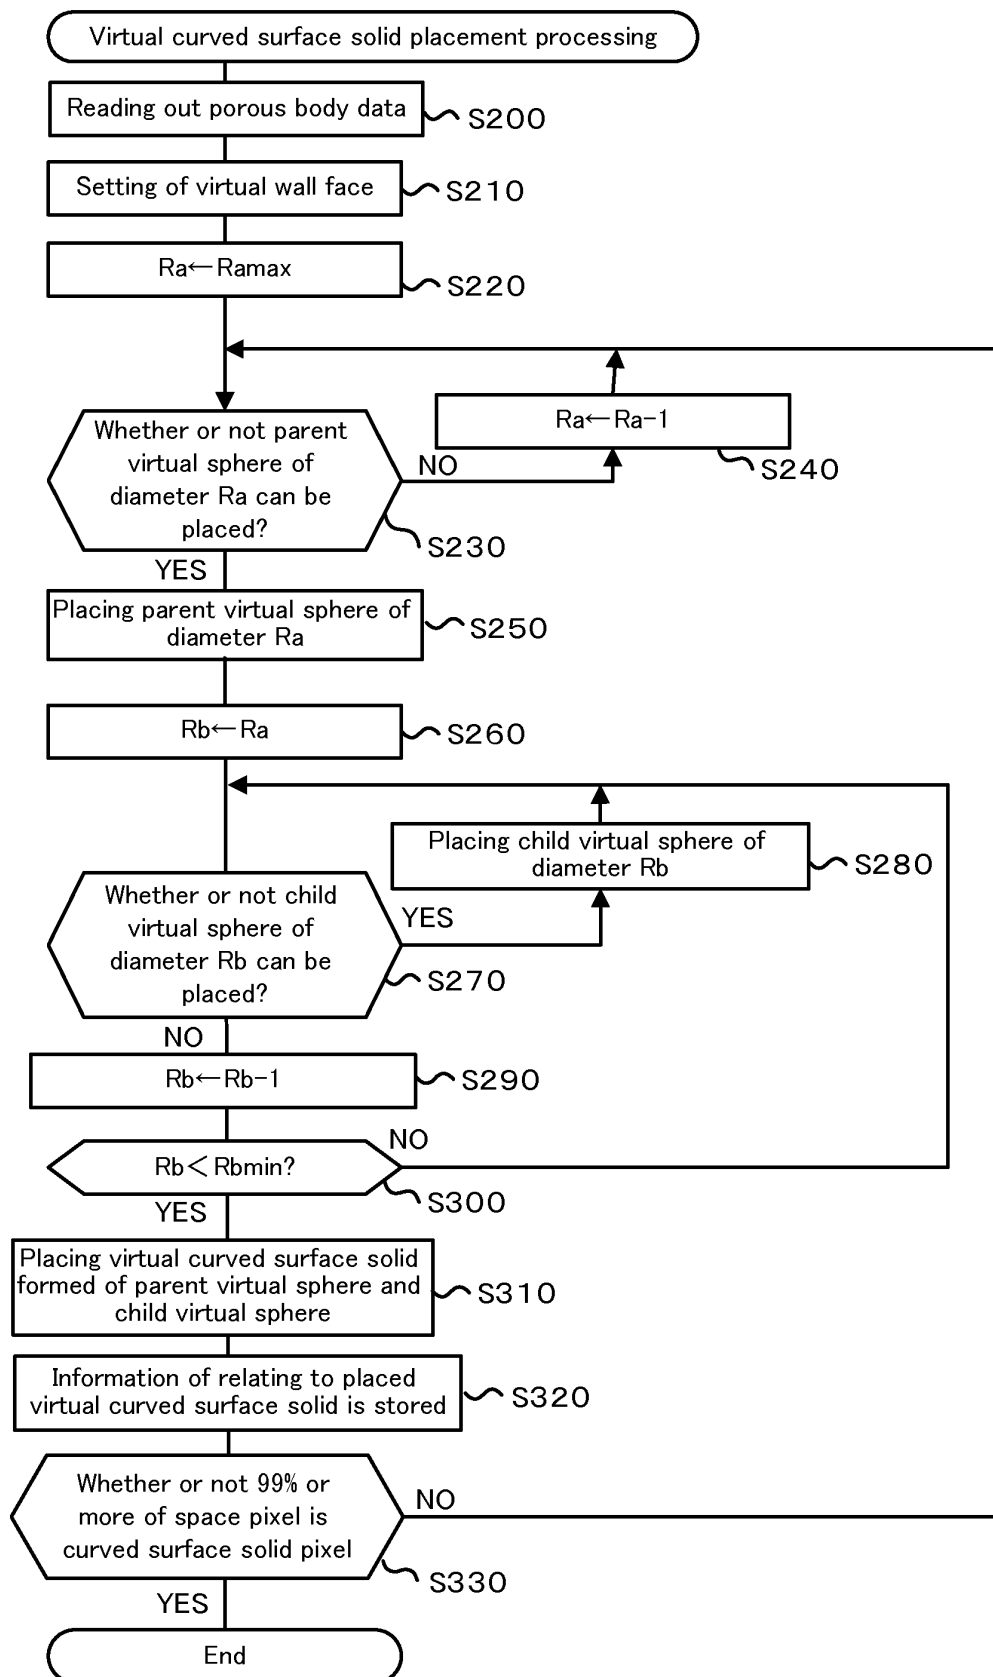 Virtual curved surface solid placement processing
Reading out porous body data
S200
Setting of virtual wall face
S210
Ra←Ramax
S220
Ra←Ra-1
S240
Whether or not parent
virtual sphere of
diameter Ra can be
placed?
NO
S230
YES
Placing parent virtual sphere of
diameter Ra
S250
Rb←Ra
S260
Placing child virtual sphere of
diameter Rb
S280
Whether or not child
virtual sphere of
diameter Rb can be
placed?
YES
S270
NO
Rb←Rb-1
S290
Rb<Rbmin?
NO
S300
YES
Placing virtual curved surface solid
formed of parent virtual sphere and
child virtual sphere
S310
Information of relating to placed
virtual curved surface solid is stored
S320
Whether or not 99% or
more of space pixel is
curved surface solid pixel
NO
S330
YES
End